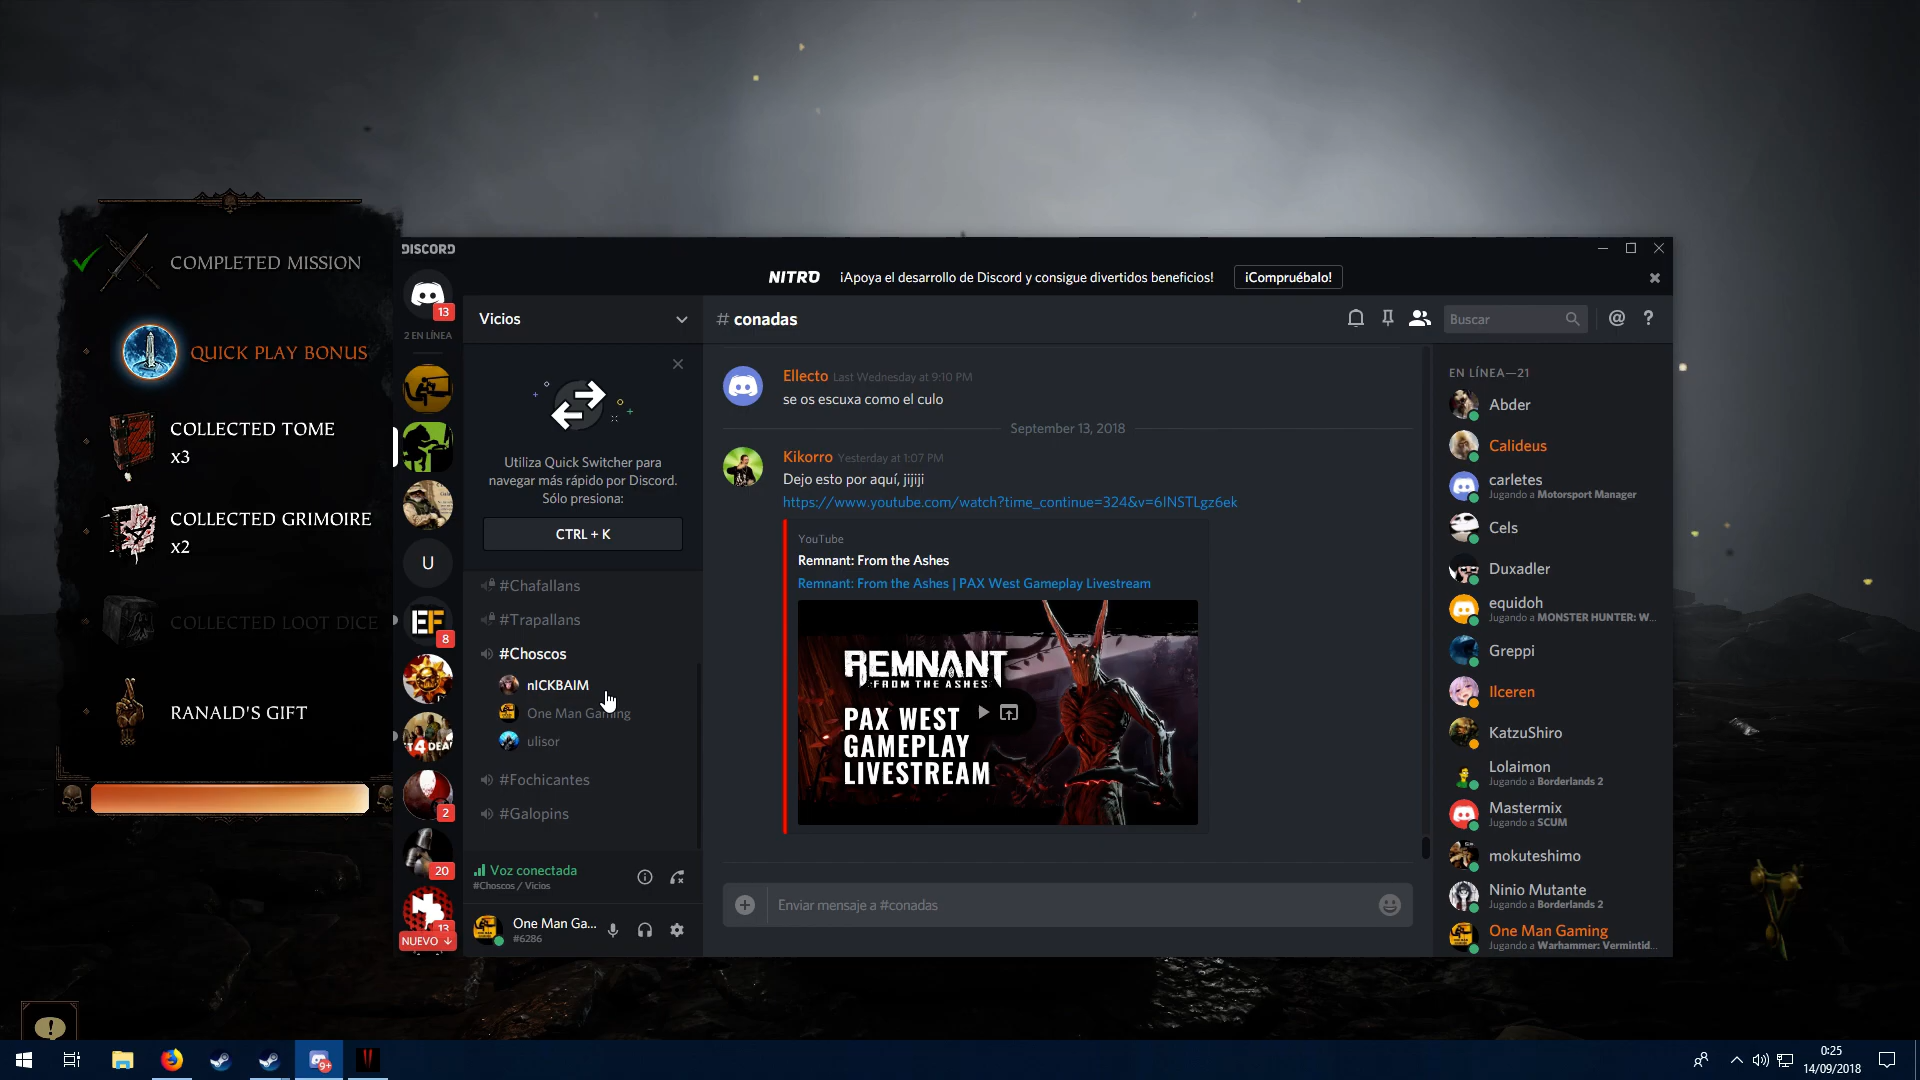 COMPLETED MISSION
QUICK PLAY BONUS
COLLECTED TOME
x3
COLLECTED GRIMOIRE
x2
COLLECTED LOOT DICE
RANALD'S GIFT
DISCORD
NITRO ¡Apoya el desarrollo de Discord y consigue divertidos beneficios! ¡Compruébalo!
13
2 EN LÍNEA
U
EF
8
T4DEA
2
20
13
NUEVO ↓
Vicios
Utiliza Quick Switcher para
navegar más rápido por Discord.
Sólo presiona:
CTRL + K
#Chafallans
#Trapallans
#Choscos
nICKBAIM
One Man Gaming
ulisor
#Fochicantes
#Galopins
Voz conectada
#Choscos / Vicios
One Man Ga...
#6286
# conadas
Buscar
@ ?
Ellecto Last Wednesday at 9:10 PM
se os escuxa como el culo
September 13, 2018
Kikorro Yesterday at 1:07 PM
Dejo esto por aquí, jijiji
https://www.youtube.com/watch?time_continue=324&v=6lNSTLgz6ek
YouTube
Remnant: From the Ashes
Remnant: From the Ashes | PAX West Gameplay Livestream
REMNANT
FROM THE ASHES
PAX WEST
GAMEPLAY
LIVESTREAM
Enviar mensaje a #conadas
EN LÍNEA—21
Abder
Calideus
carletes
Jugando a Motorsport Manager
Cels
Duxadler
equidoh
Jugando a MONSTER HUNTER: W...
Greppi
Ilceren
KatzuShiro
Lolaimon
Jugando a Borderlands 2
Mastermix
Jugando a SCUM
mokuteshimo
Ninio Mutante
Jugando a Borderlands 2
One Man Gaming
Jugando a Warhammer: Vermintid...
9+
0:25
14/09/2018